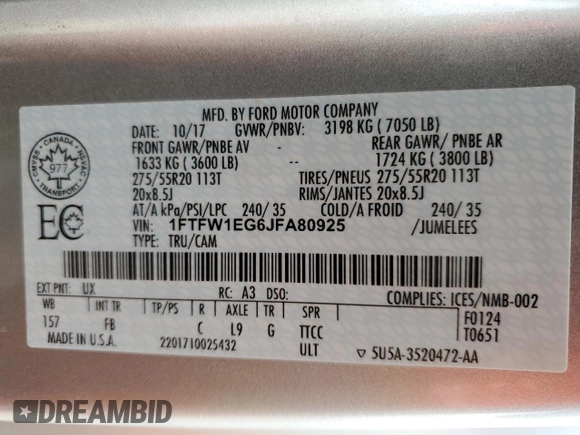 MFD. BY FORD MOTOR COMPANY
DATE: 10/17 GVWR/PNBV: 3198 KG ( 7050 LB)
FRONT GAWR/PNBE AV - REAR GAWR/ PNBE AR
1633 KG ( 3600 LB) -- 1724 KG ( 3800 LB)
275/55R20 113T TIRES/PNEUS 275/55R20 113T
20x8.5J RIMS/JANTES 20x8.5J
AT/A kPa/PSI/LPC 240/ 35 COLD/A FROID 240/ 35
VIN: 1FTFW1EG6JFA80925 /JUMELEES
TYPE: TRU/CAM
CANADA
CMVSS NSVAC
977
TRANSPORT
EC
EXT PNT: UX RC: A3 DSO: COMPLIES: ICES/NMB-002
WB INT TR TP/PS R AXLE TR SPR F0124
157 FB C L9 G TTCC T0651
MADE IN U.S.A. 2201710025432 ULT ▽ 5U5A-3520472-AA
DREAMBID